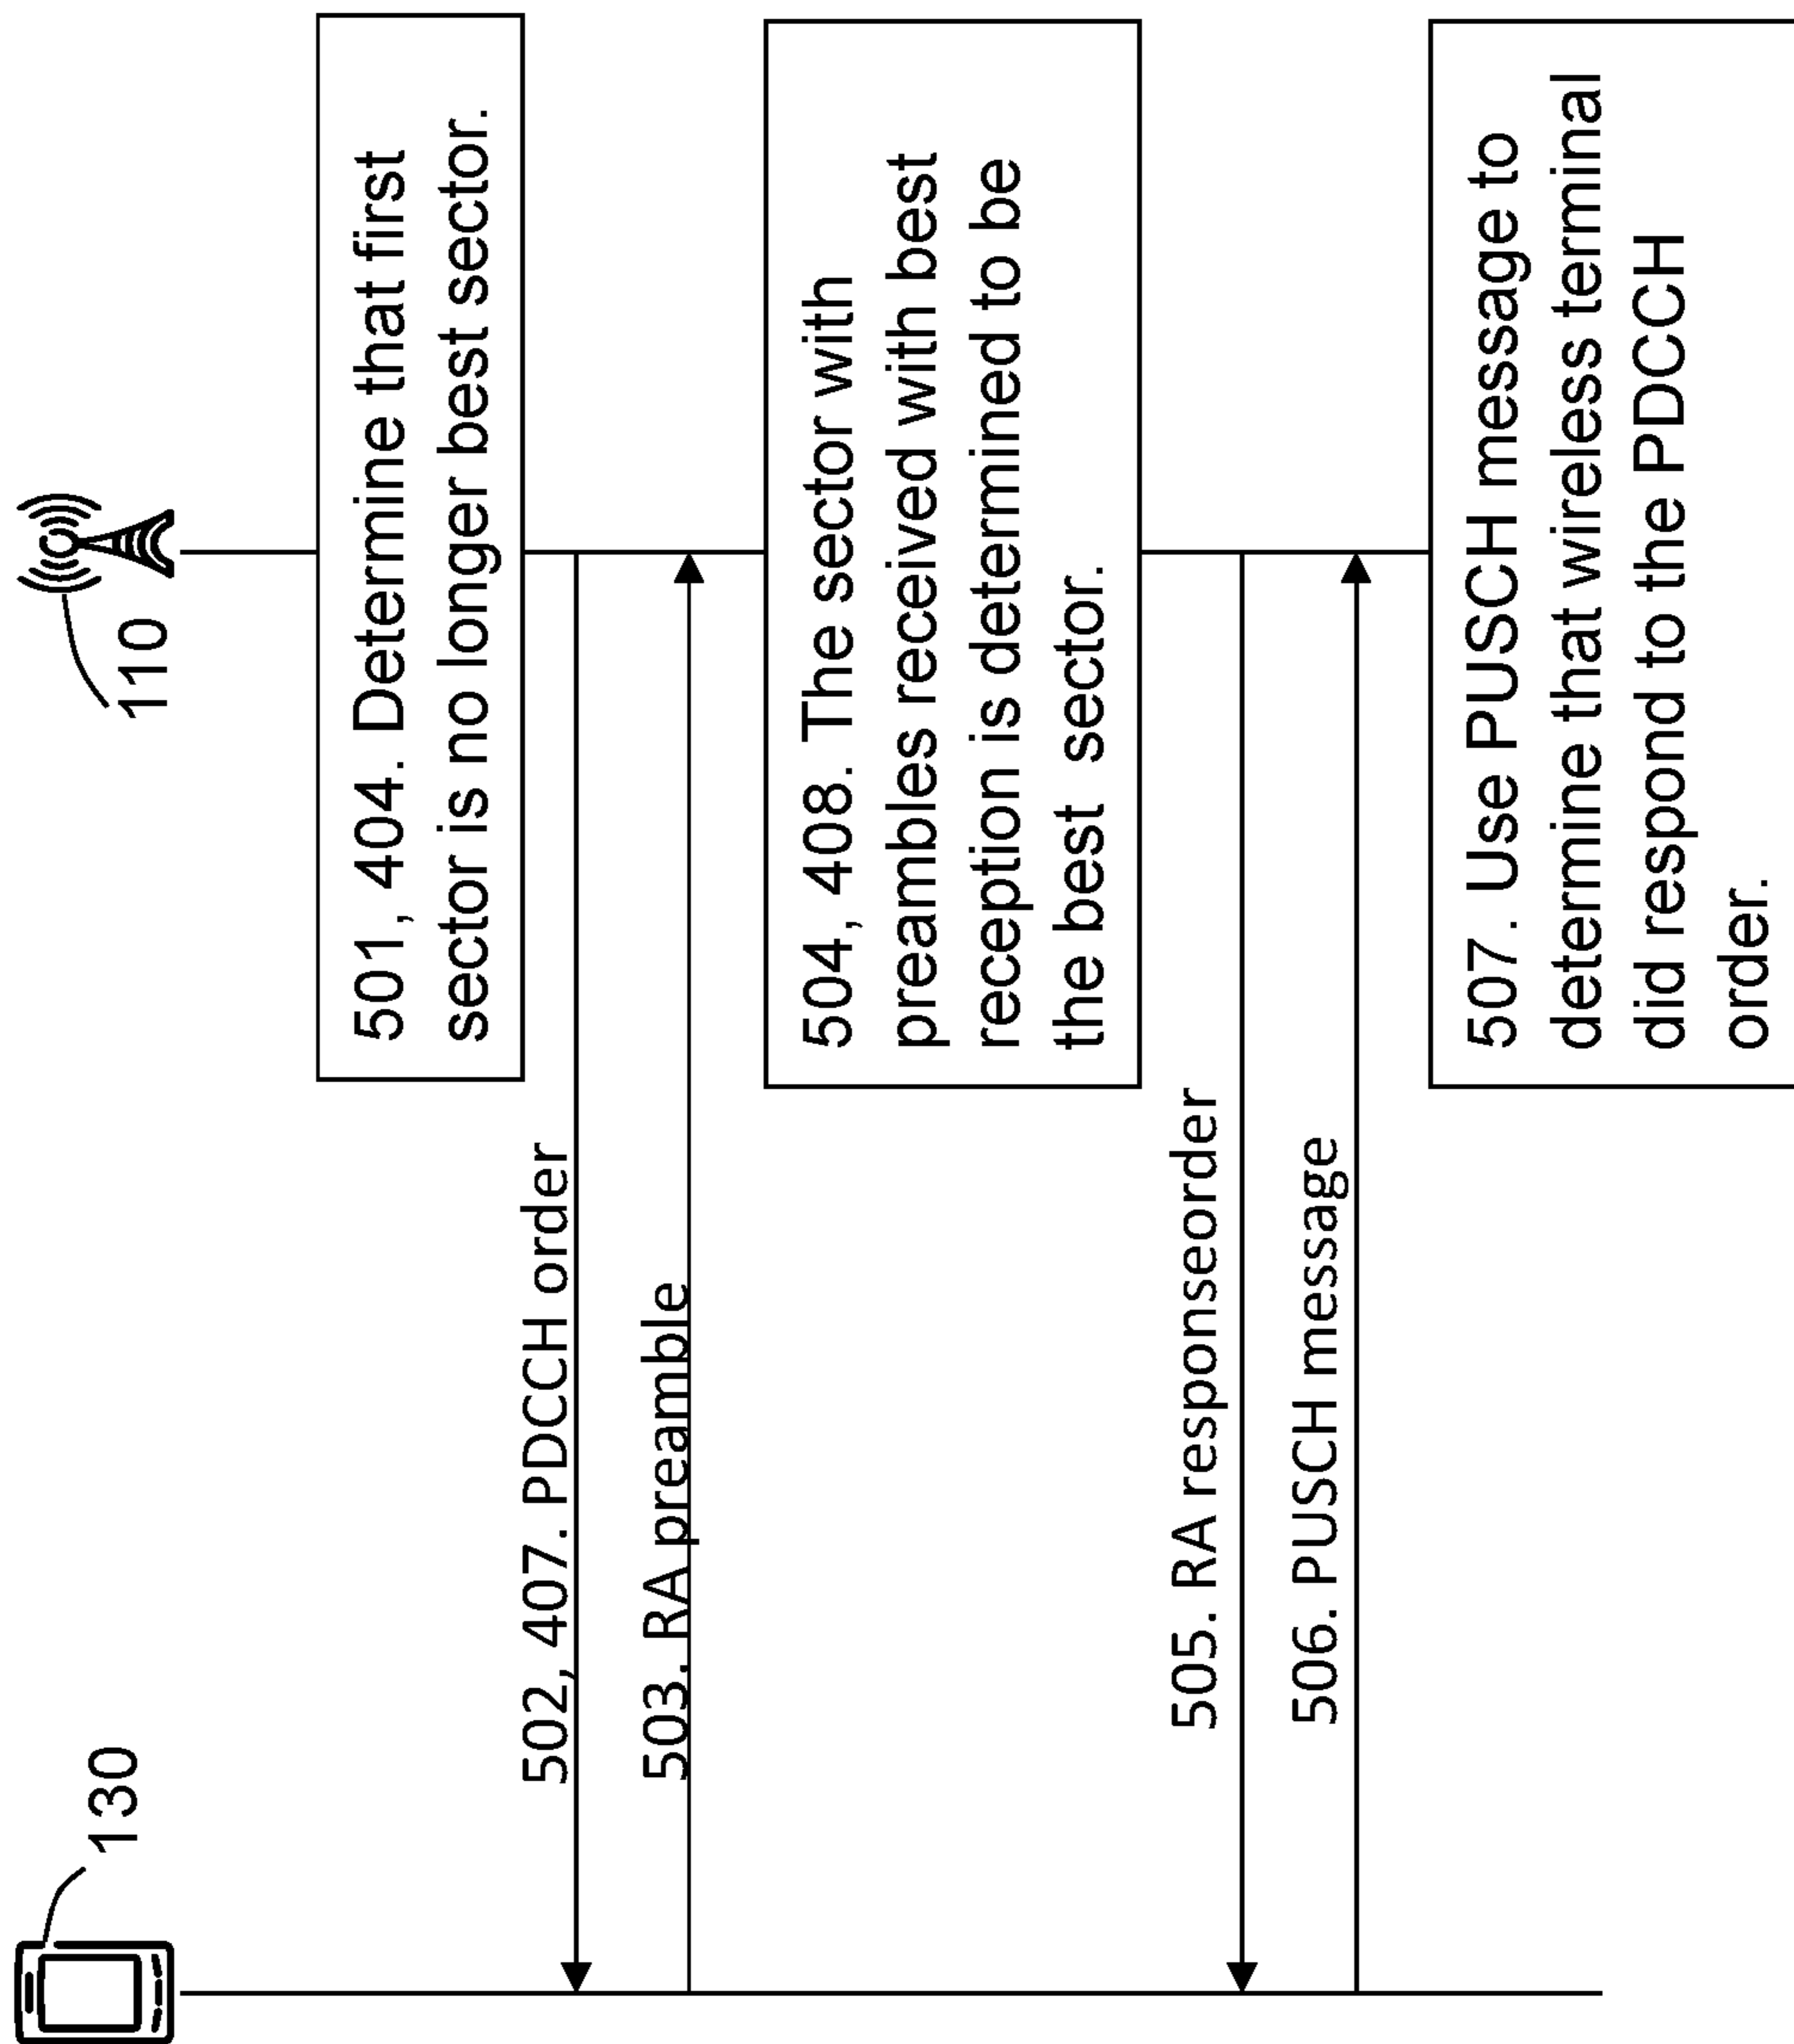 130
110
501, 404. Determine that first
sector is no longer best sector.
502, 407. PDCCH order
503. RA preamble
504, 408. The sector with
preambles received with best
reception is determined to be
the best sector.
505. RA responseorder
506. PUSCH message
507. Use PUSCH message to
determine that wireless terminal
did respond to the PDCCH
order.